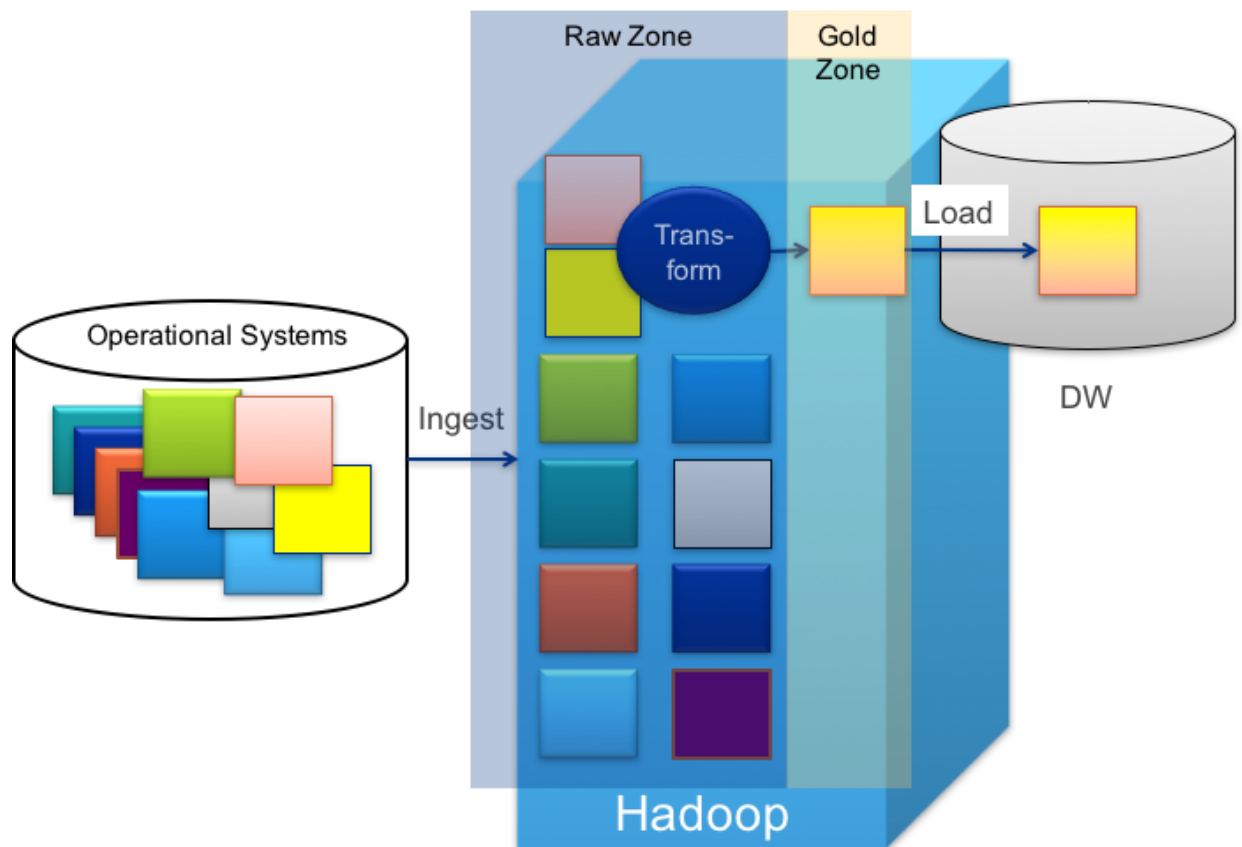 Raw Zone
Gold
Zone
Operational Systems
Ingest
Trans-
form
Load
DW
Hadoop